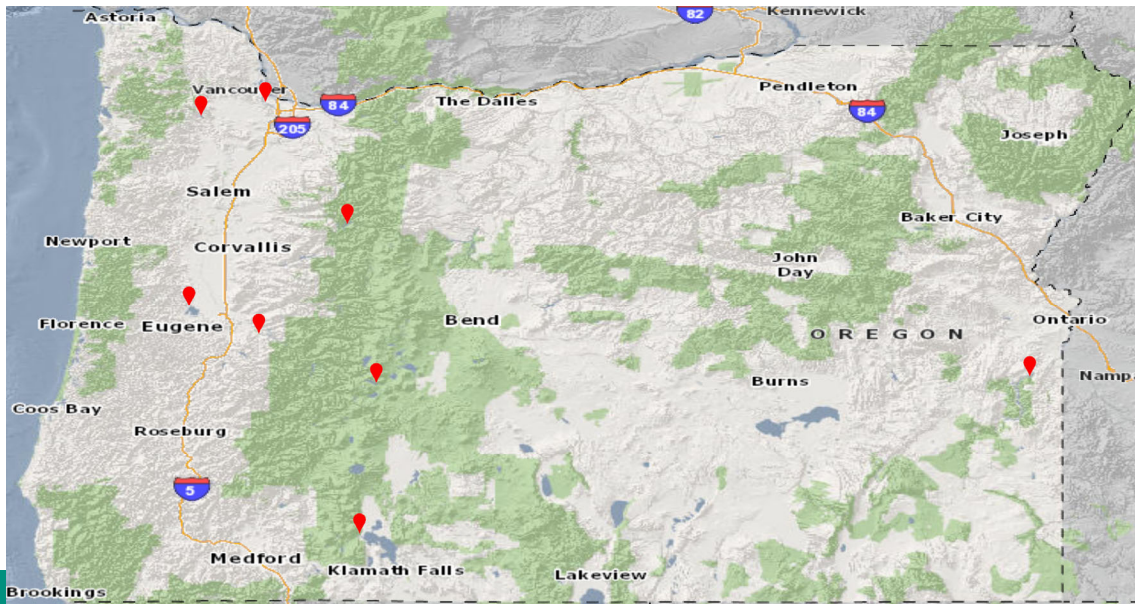 Astoria
82
Kennewick
Vancouver
84
The Dalles
Pendleton
84
205
Joseph
Salem
Baker City
Newport
Corvallis
John
Day
Florence
Eugene
Bend
OREGON
Ontario
Burns
Coos Bay
Roseburg
5
Medford
Klamath Falls
Lakeview
Brookings